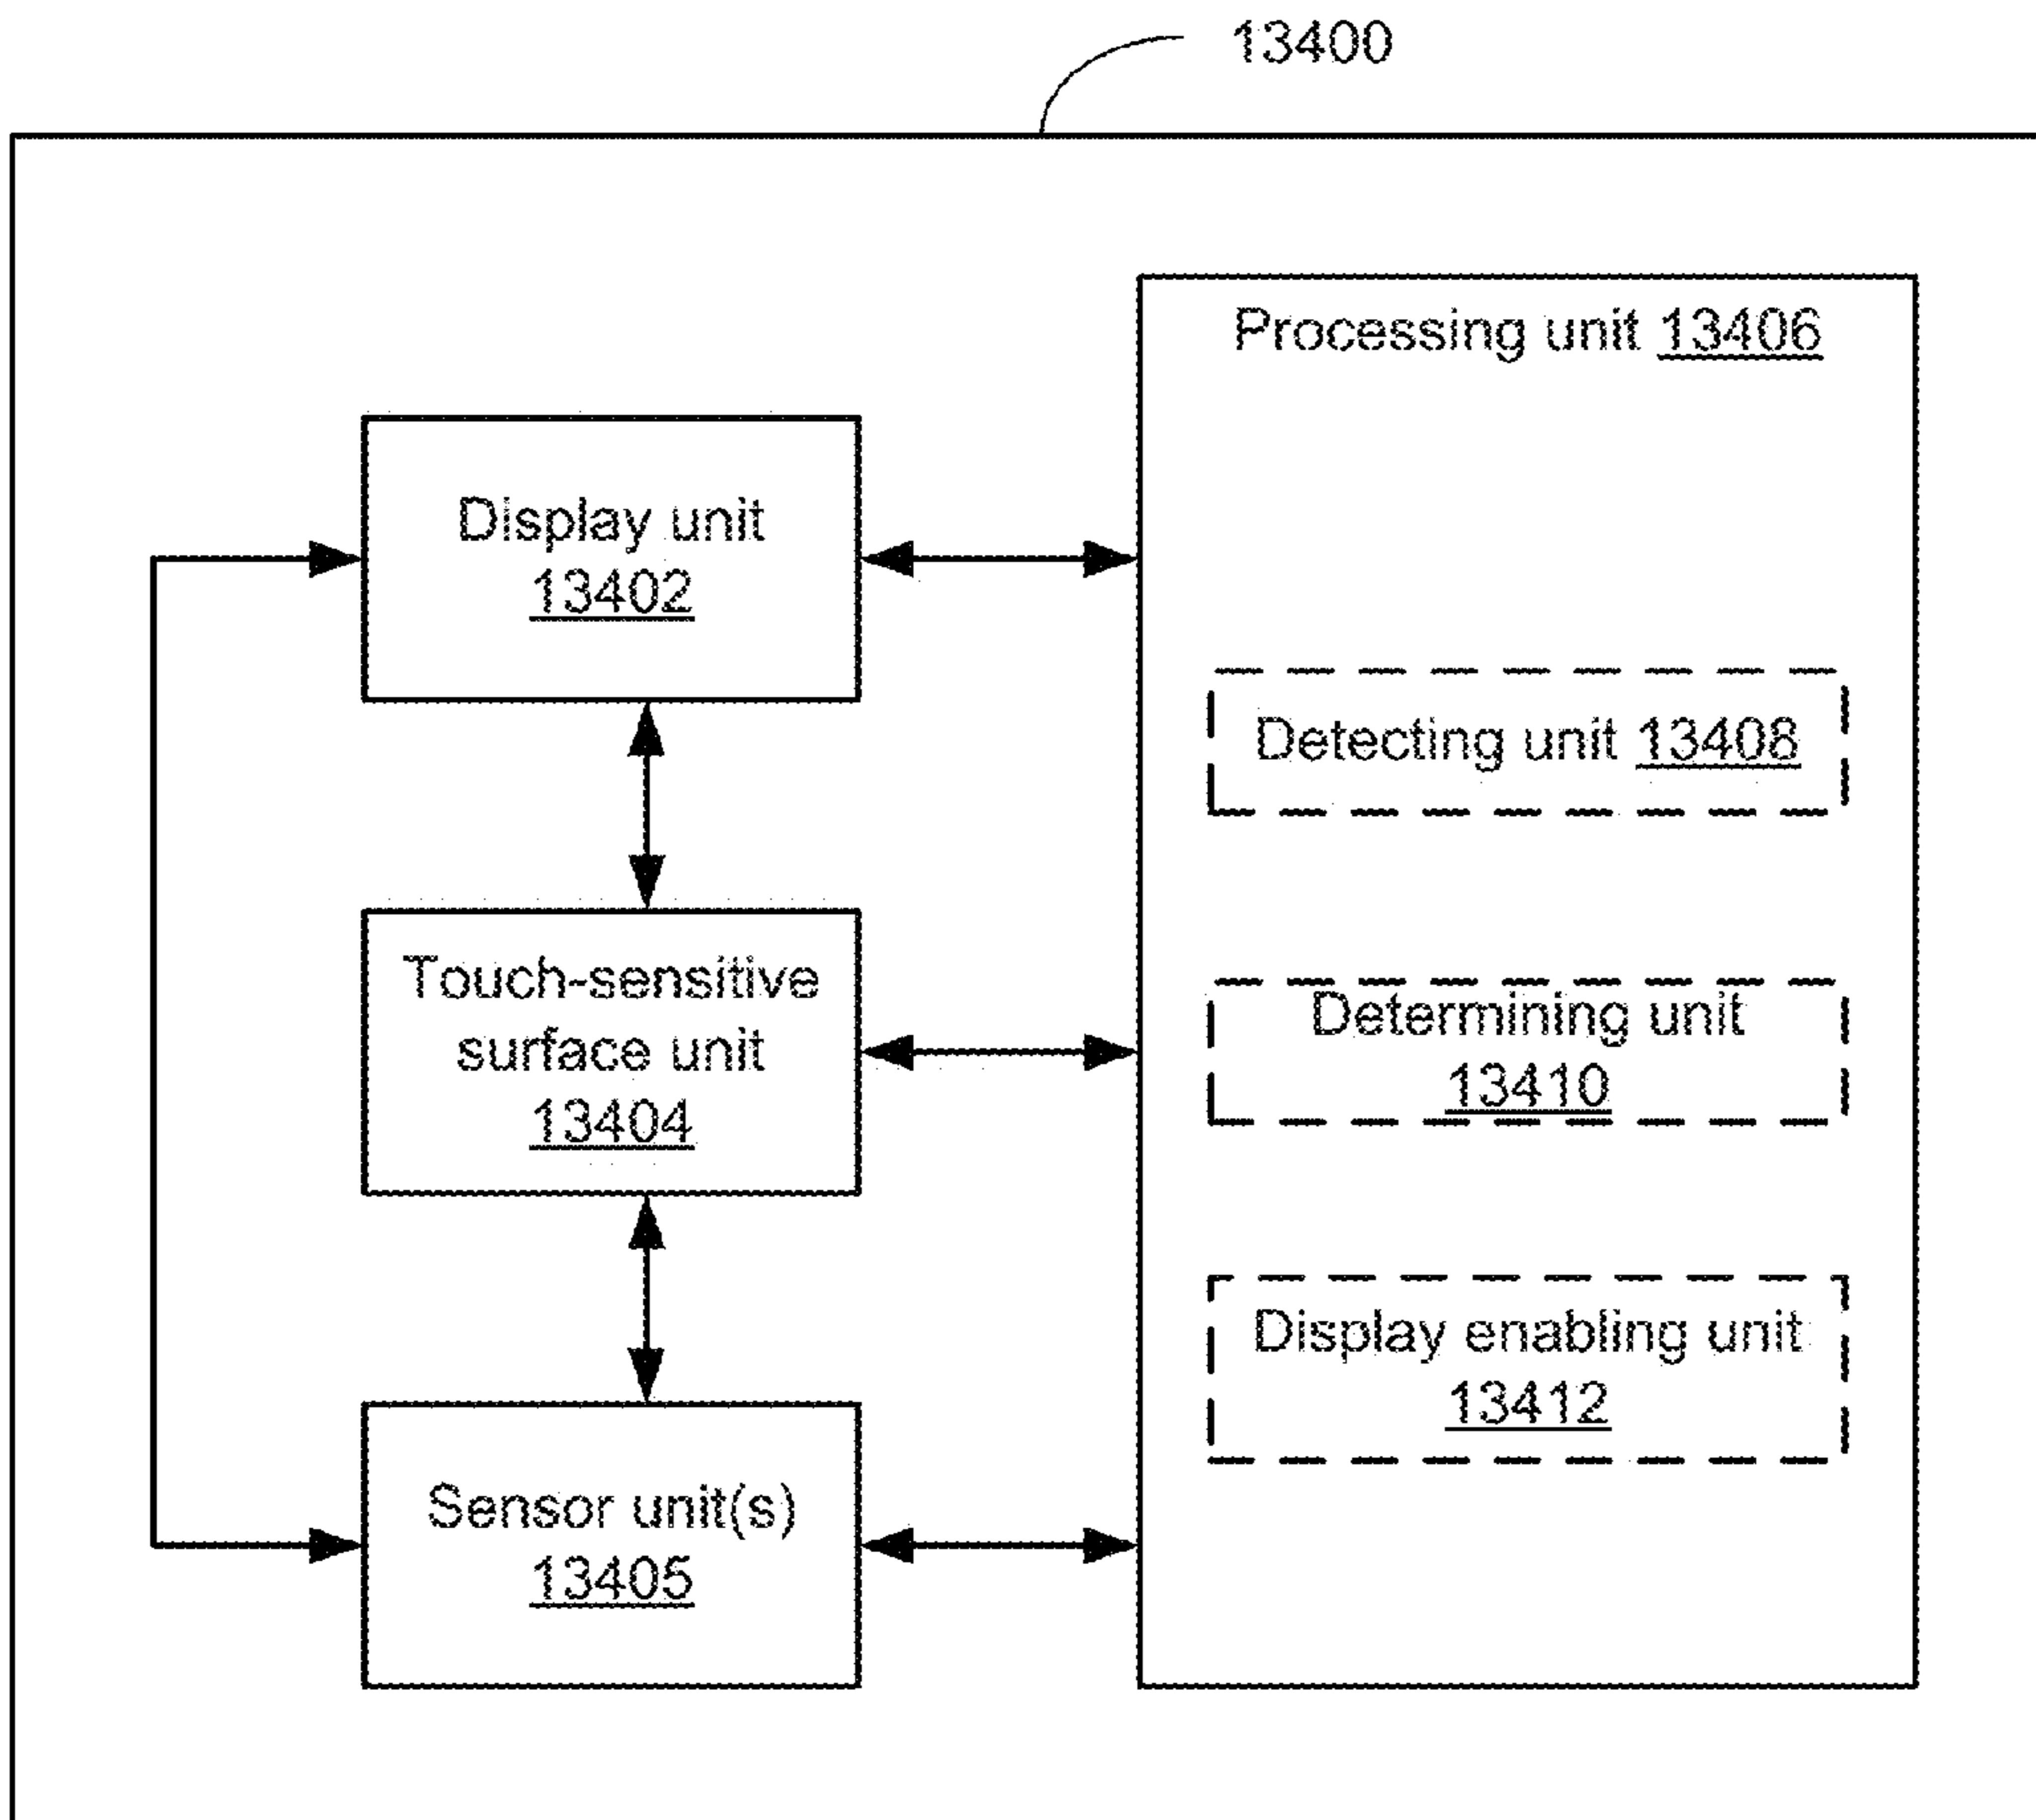 13400
Processing unit 13406
Display unit
13402
Detecting unit 13408
Touch-sensitive
surface unit
13404
Determining unit
13410
Display enabling unit
13412
Sensor unit(s)
13405